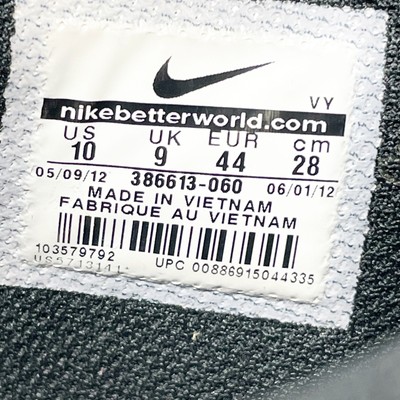 VY
nikebetterworld.com
US UK EUR cm
10 9 44 28
05/09/12 386613-060 06/01/12
MADE IN VIETNAM
FABRIQUE AU VIETNAM
103579792 UPC 00886915044335